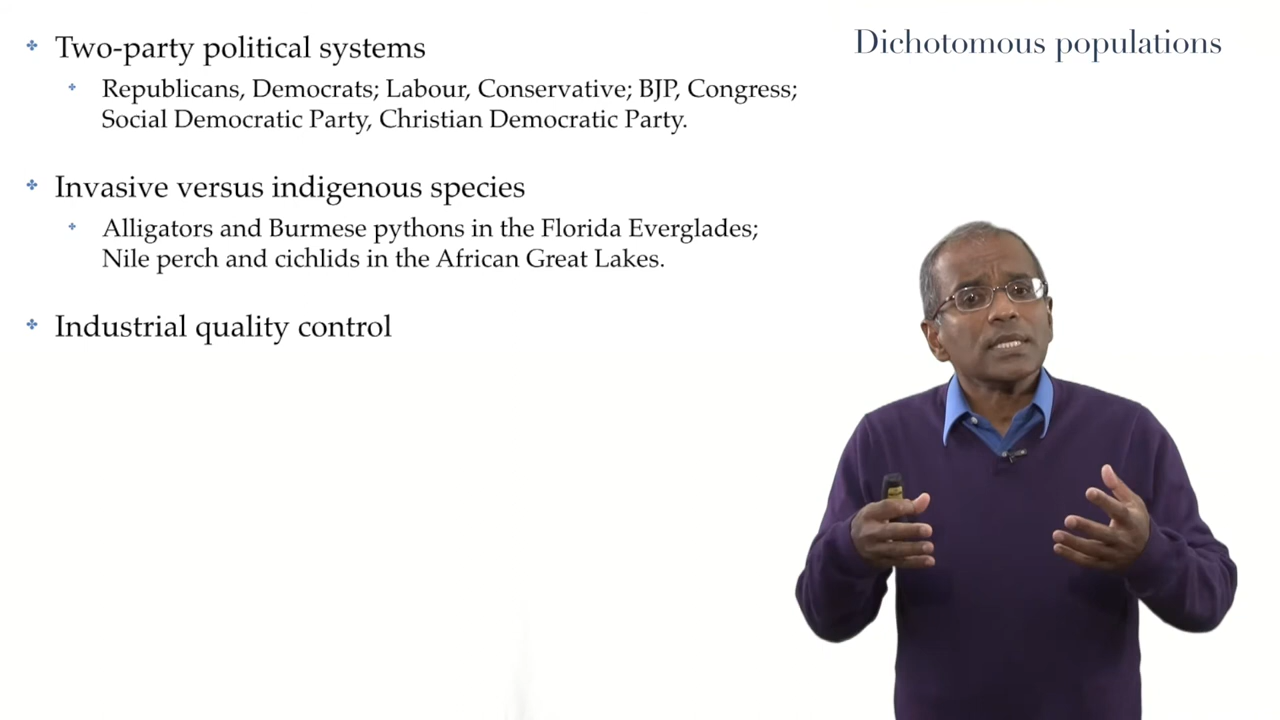 Dichotomous populations
Two-party political systems
Republicans, Democrats; Labour, Conservative; BJP, Congress;
Social Democratic Party, Christian Democratic Party.
Invasive versus indigenous species
Alligators and Burmese pythons in the Florida Everglades;
Nile perch and cichlids in the African Great Lakes.
Industrial quality control